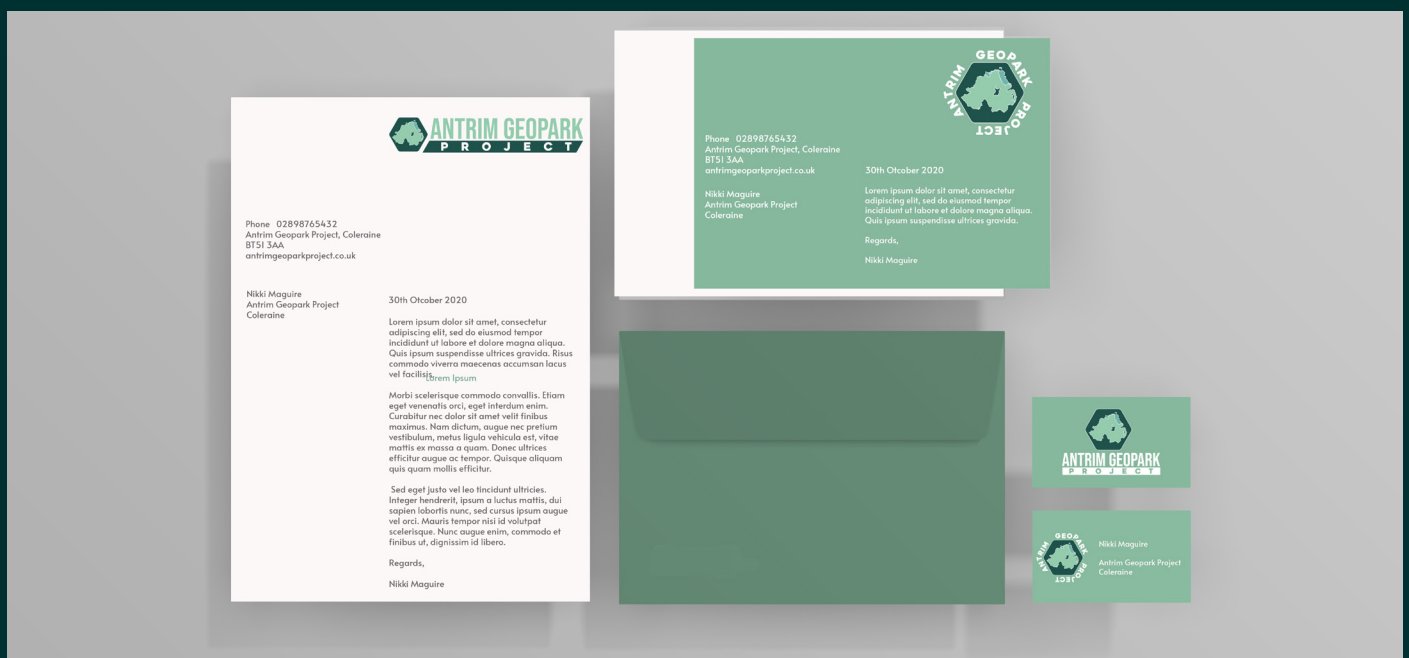 ANTRIM GEOPARK
PROJECT
Phone 02898765432
Antrim Geopark Project, Coleraine
BT51 3AA
antrimgeoparkproject.co.uk
Nikki Maguire
Antrim Geopark Project
Coleraine
30th Otcober 2020
Lorem ipsum dolor sit amet, consectetur
adipiscing elit, sed do eiusmod tempor
incididunt ut labore et dolore magna aliqua.
Quis ipsum suspendisse ultrices gravida. Risus
commodo viverra maecenas accumsan lacus
vel facilisis.
Lorem Ipsum
Morbi scelerisque commodo convallis. Etiam
eget venenatis orci, eget interdum enim.
Curabitur nec dolor sit amet velit finibus
maximus. Nam dictum, augue nec pretium
vestibulum, metus ligula vehicula est, vitae
mattis ex massa a quam. Donec ultrices
efficitur augue ac tempor. Quisque aliquam
quis quam mollis efficitur.
Sed eget justo vel leo tincidunt ultricies.
Integer hendrerit, ipsum a luctus mattis, dui
sapien lobortis nunc, sed cursus ipsum augue
vel orci. Mauris tempor nisi id volutpat
scelerisque. Nunc augue enim, commodo et
finibus ut, dignissim id libero.
Regards,
Nikki Maguire
ANTRIM GEOPARK PROJECT
Phone 02898765432
Antrim Geopark Project, Coleraine
BT51 3AA
antrimgeoparkproject.co.uk
Nikki Maguire
Antrim Geopark Project
Coleraine
30th Otcober 2020
Lorem ipsum dolor sit amet, consectetur
adipiscing elit, sed do eiusmod tempor
incididunt ut labore et dolore magna aliqua.
Quis ipsum suspendisse ultrices gravida.
Regards,
Nikki Maguire
ANTRIM GEOPARK
PROJECT
ANTRIM GEOPARK PROJECT
Nikki Maguire
Antrim Geopark Project
Coleraine